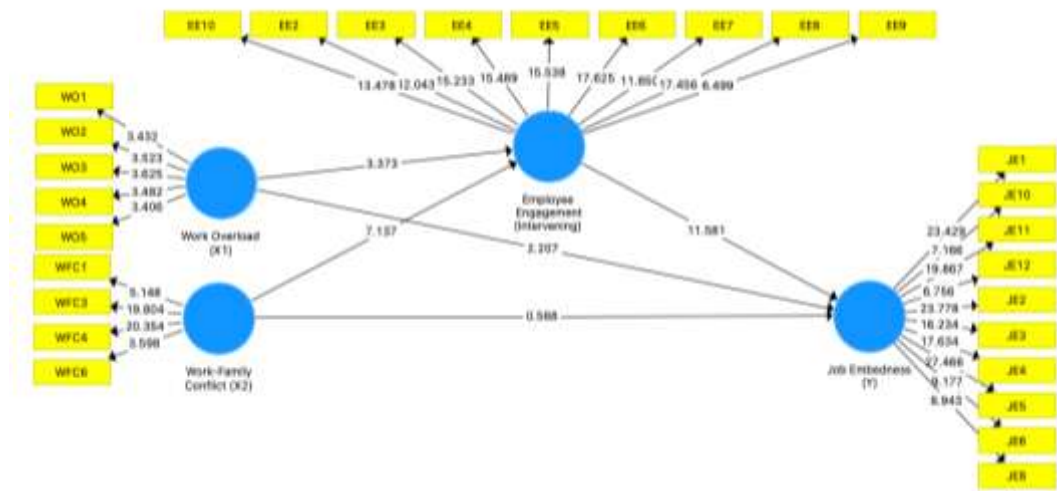 EE10 EE2 EE3 EE4 EE5 EE6 EE7 EE8 EE9
13.478 12.043 15.233 15.489 15.538 17.625 11.850 17.456 6.499
WO1
WO2
WO3
WO4
WO5
3.432
3.523
3.625
3.482
3.406
Work Overload
(X1)
3.373
Employee
Engagement
(Intervening)
7.137
2.207
11.581
WFC1
WFC3
WFC4
WFC6
5.148
19.804
20.354
3.598
Work-Family
Conflict (X2)
0.588
Job Embedness
(Y)
23.429
7.166
19.867
6.756
23.778
16.234
17.634
27.466
9.177
8.943
JE1
JE10
JE11
JE12
JE2
JE3
JE4
JE5
JE6